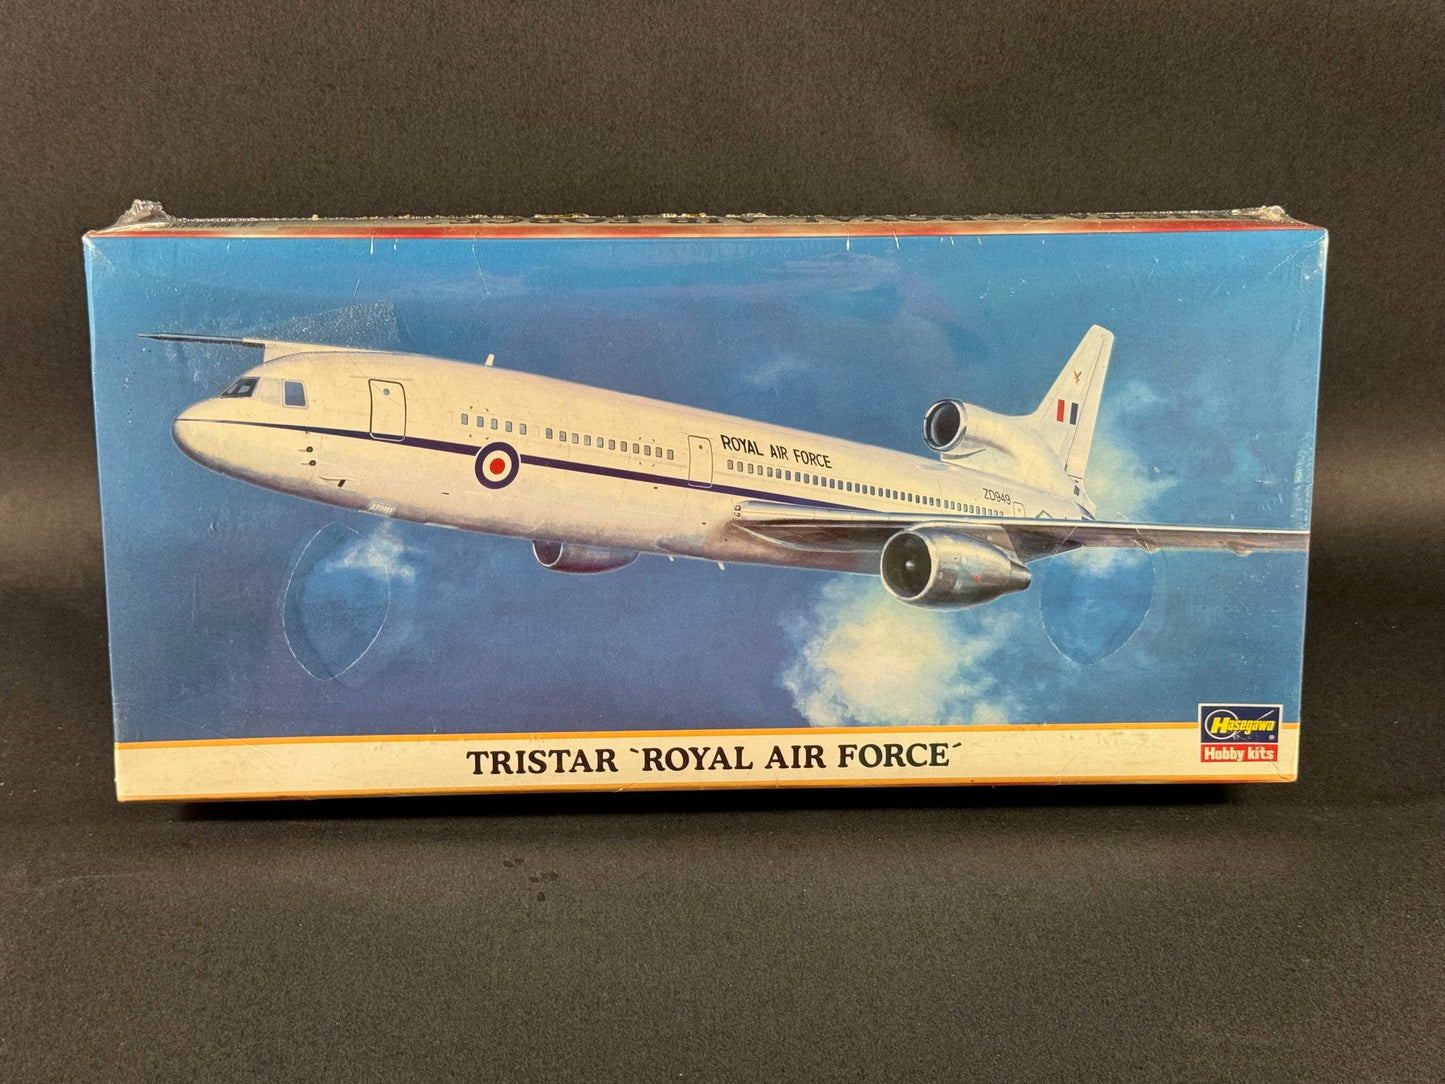 ROYAL AIR FORCE
ZD949
TRISTAR `ROYAL AIR FORCE´
Hasegawa
Hobby kits